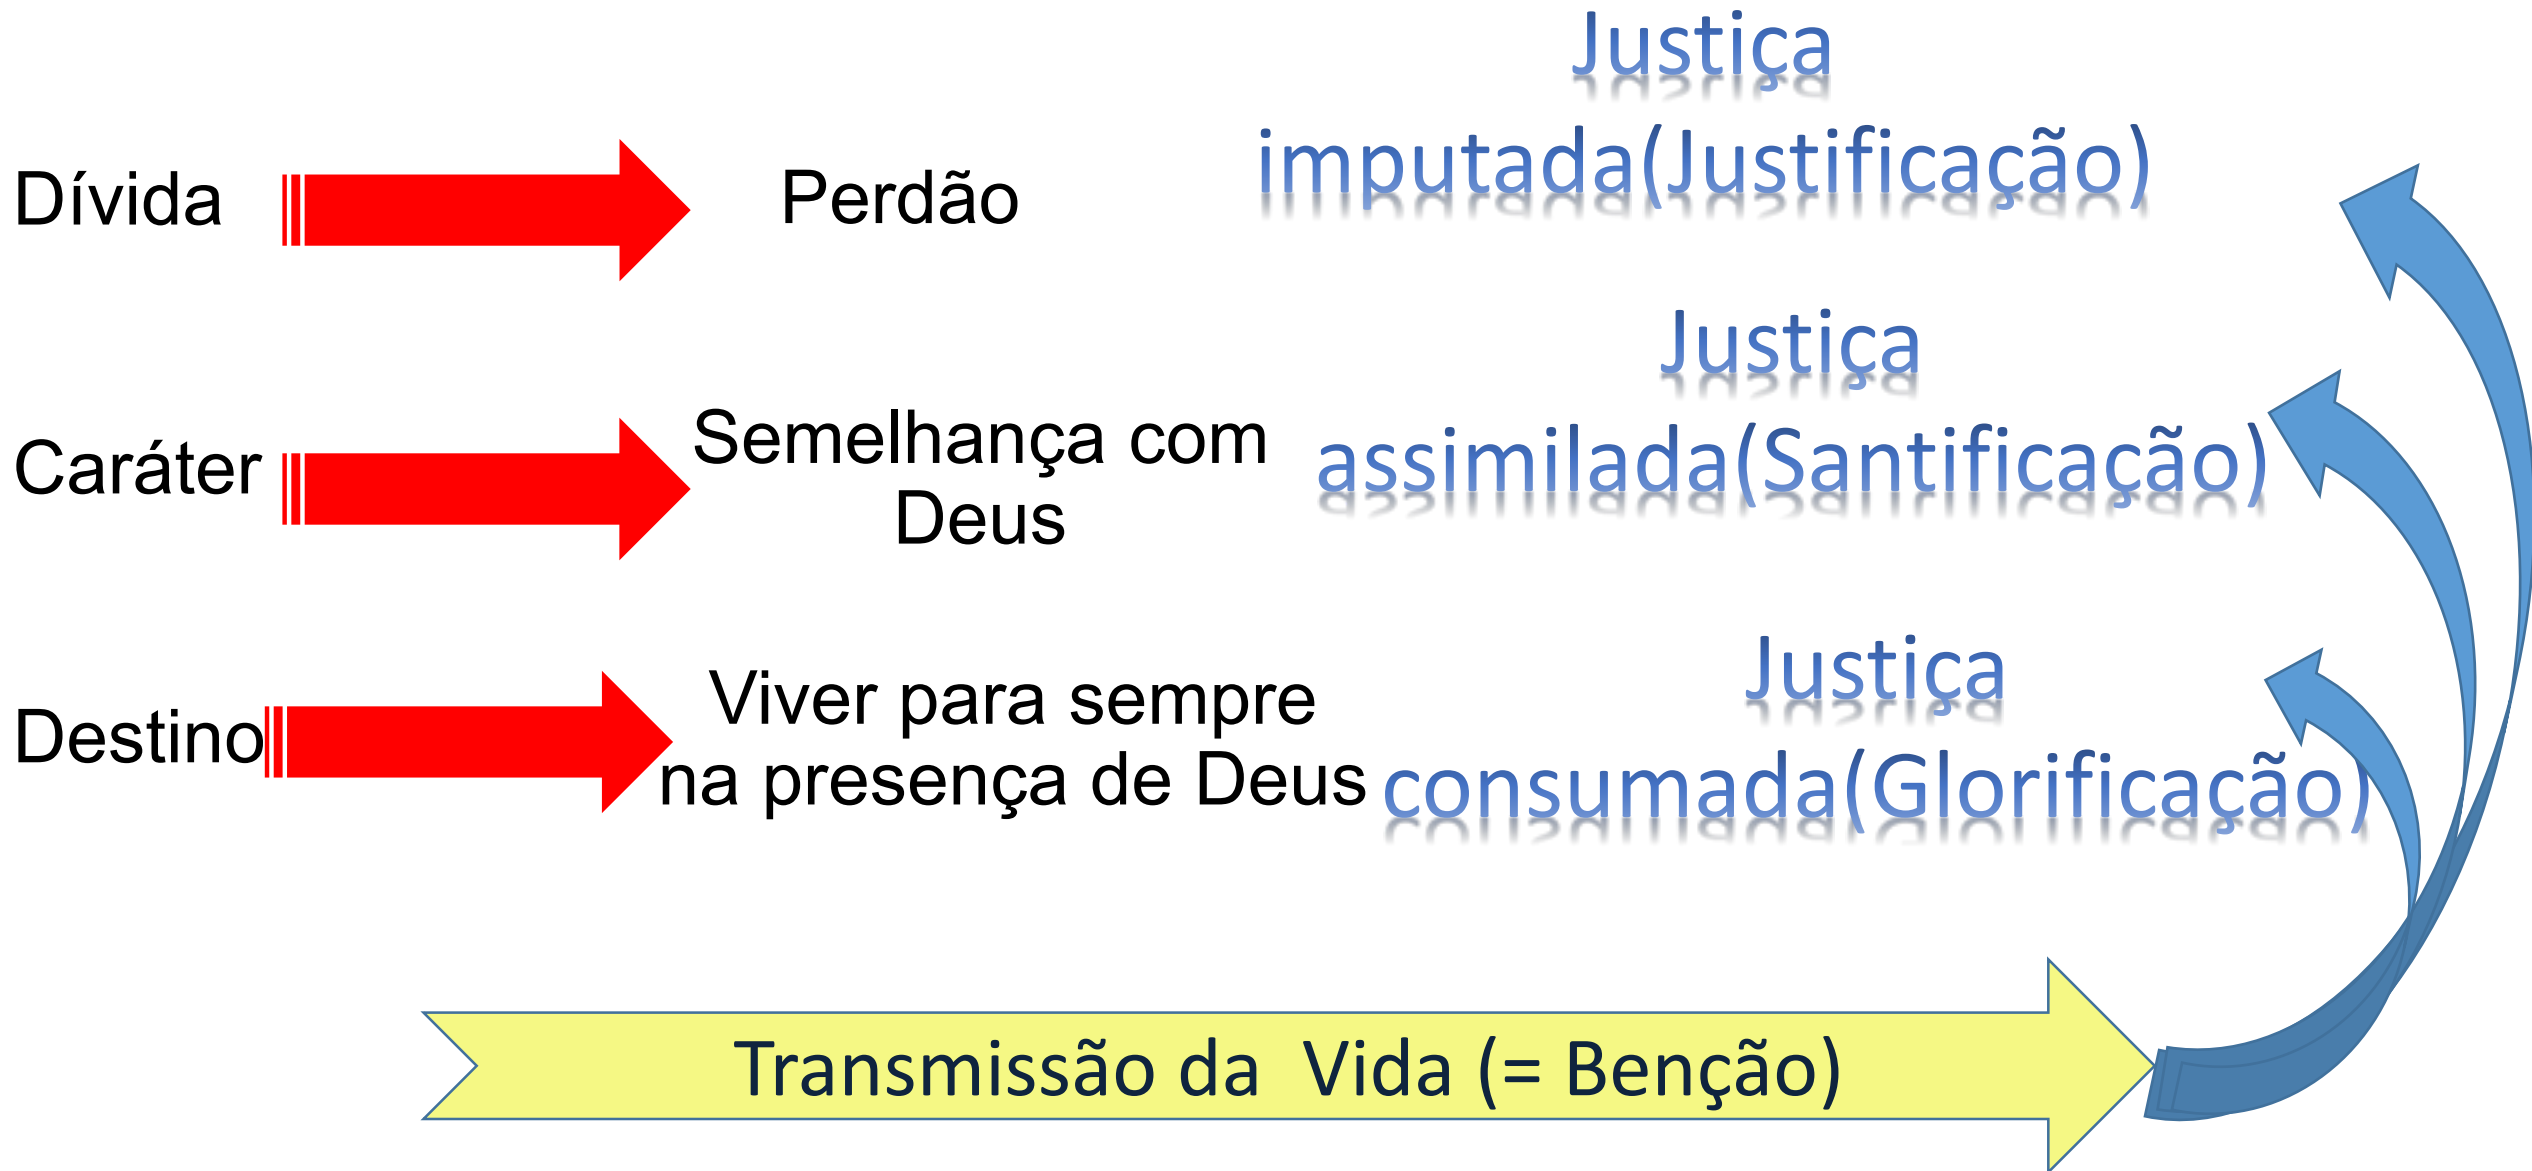 Justiça
imputada(Justificação)
Dívida
Perdão
Justiça
assimilada(Santificação)
Caráter
Semelhança com
Deus
Justiça
consumada(Glorificação)
Destino
Viver para sempre
na presença de Deus
Transmissão da  Vida (= Benção)